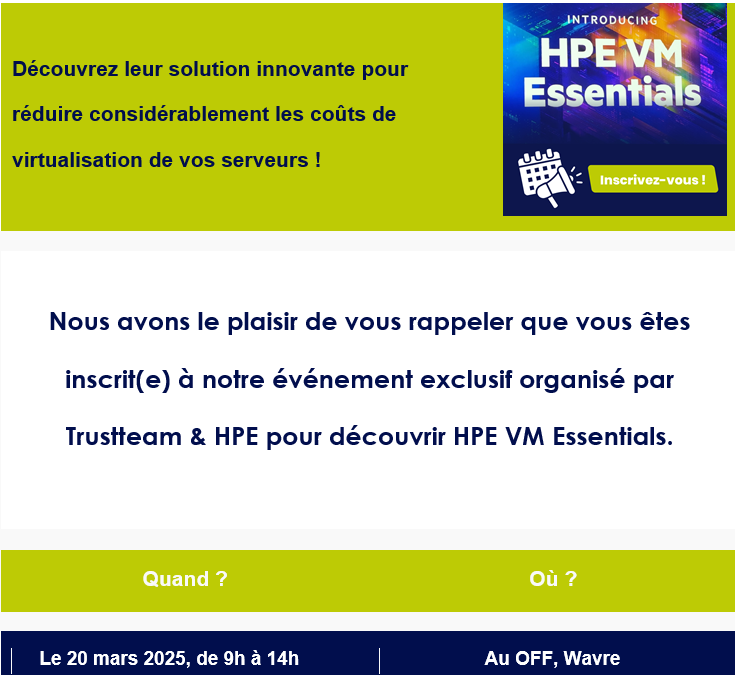 Découvrez leur solution innovante pour
réduire considérablement les coûts de
virtualisation de vos serveurs !
INTRODUCING
HPE VM
Essentials
Inscrivez-vous !
Nous avons le plaisir de vous rappeler que vous êtes
inscrit(e) à notre événement exclusif organisé par
Trustteam & HPE pour découvrir HPE VM Essentials.
Quand ?
Où ?
Le 20 mars 2025, de 9h à 14h
Au OFF, Wavre